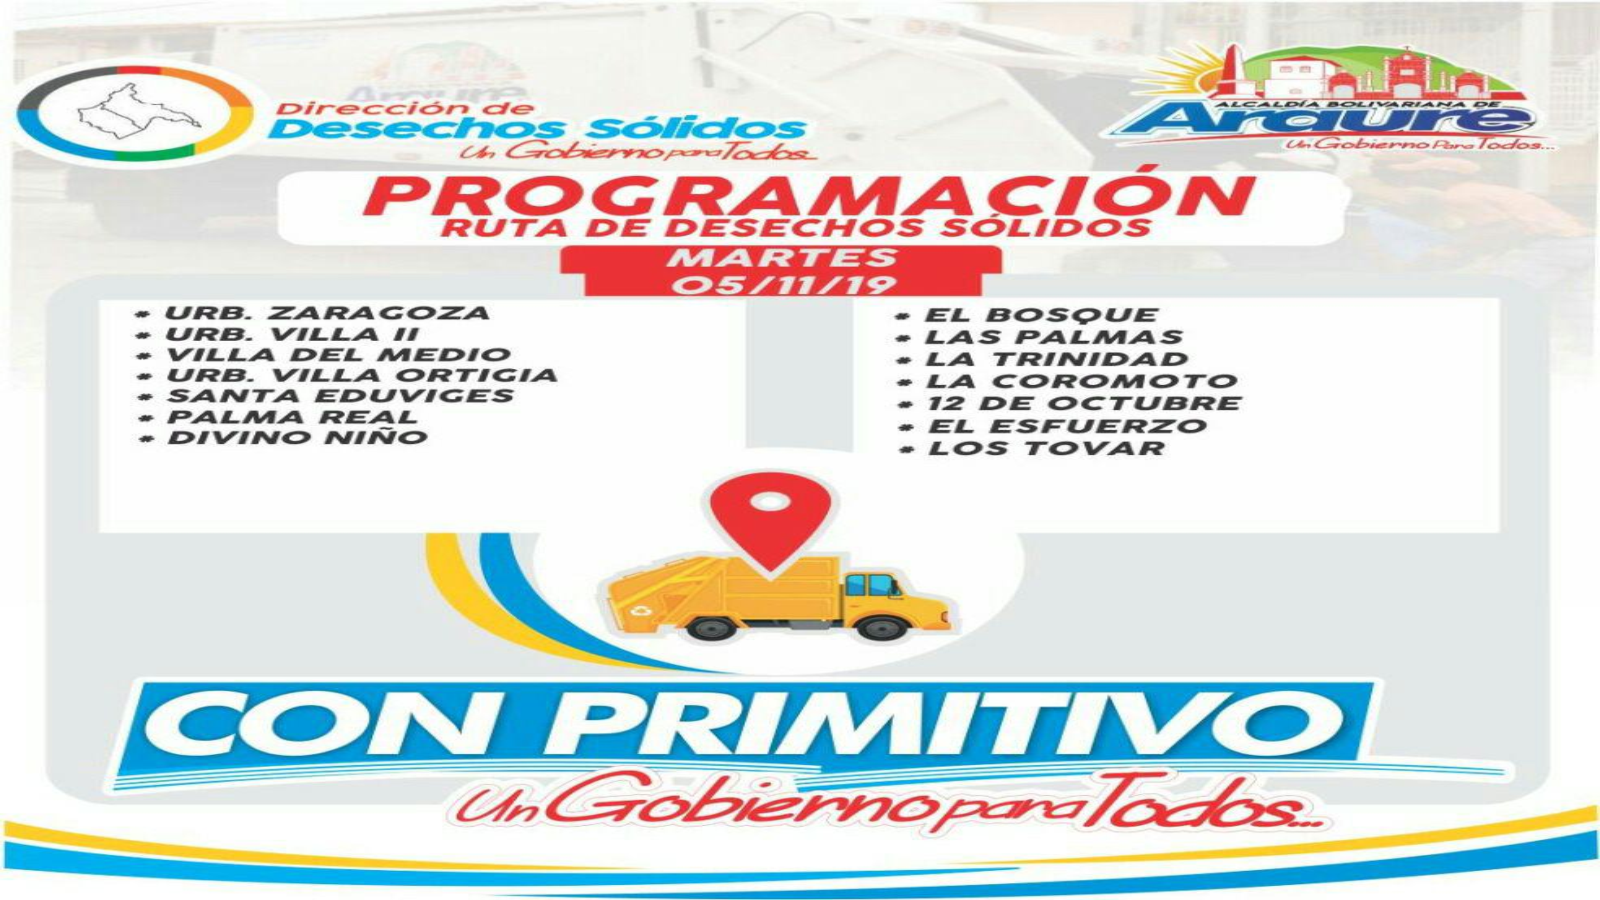 Dirección de
Desechos Sólidos
Un Gobierno para Todos...
ALCALDÍA BOLIVARIANA DE
Araure
Un Gobierno Para Todos...
PROGRAMACIÓN
RUTA DE DESECHOS SÓLIDOS
MARTES
05/11/19
* URB. ZARAGOZA
* URB. VILLA II
* VILLA DEL MEDIO
* URB. VILLA ORTIGIA
* SANTA EDUVIGES
* PALMA REAL
* DIVINO NIÑO
* EL BOSQUE
* LAS PALMAS
* LA TRINIDAD
* LA COROMOTO
* 12 DE OCTUBRE
* EL ESFUERZO
* LOS TOVAR
CON PRIMITIVO
Un Gobierno para Todos...